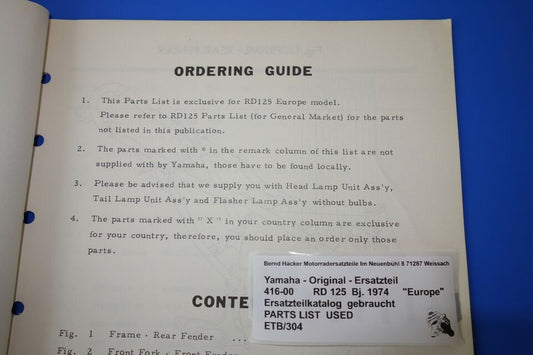 ORDERING GUIDE
1. This Parts List is exclusive for RD125 Europe model.
Please refer to RD125 Parts List (for General Market) for the parts
not listed in this publication.
2. The parts marked with * in the remark column of this list are not
supplied with by Yamaha, those have to be found locally.
3. Please be advised that we supply you with Head Lamp Unit Ass'y,
Tail Lamp Unit Ass'y and Flasher Lamp Ass'y without bulbs.
4. The parts marked with " X " in your country column are exclusive
for your country, therefore, you should place an order only those
parts.
CONTE
Fig. 1 Frame · Rear Fender ...
Fig. 2 Front Fork · Front Fender
Bernd Häcker Motorradersatzteile Im Neuenbühl 8 71287 Weissach
Yamaha - Original - Ersatzteil
416-00 RD 125 Bj. 1974 "Europe"
Ersatzteilkatalog gebraucht
PARTS LIST USED
ETB/304